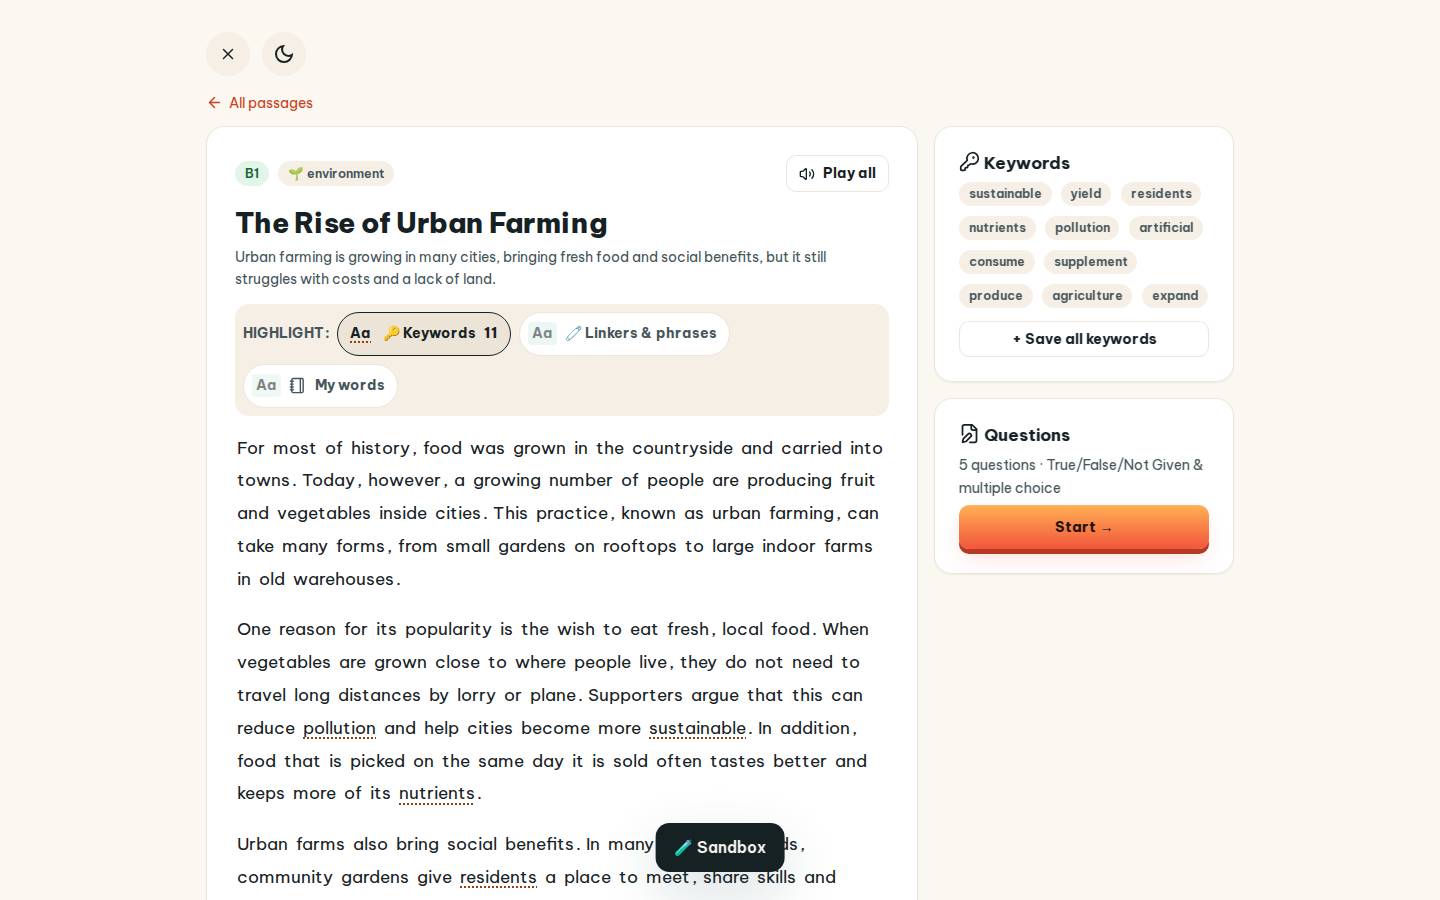 ← All passages
B1
🌱 environment
Play all
The Rise of Urban Farming
Urban farming is growing in many cities, bringing fresh food and social benefits, but it still
struggles with costs and a lack of land.
HIGHLIGHT:
Aa 🔑 Keywords 11
Aa 🖍 Linkers & phrases
Aa My words
For most of history, food was grown in the countryside and carried into
towns. Today, however, a growing number of people are producing fruit
and vegetables inside cities. This practice, known as urban farming, can
take many forms, from small gardens on rooftops to large indoor farms
in old warehouses.
One reason for its popularity is the wish to eat fresh, local food. When
vegetables are grown close to where people live, they do not need to
travel long distances by lorry or plane. Supporters argue that this can
reduce pollution and help cities become more sustainable. In addition,
food that is picked on the same day it is sold often tastes better and
keeps more of its nutrients.
Urban farms also bring social benefits. In many
community gardens give residents a place to meet, share skills and
🧪 Sandbox
Keywords
sustainable yield residents
nutrients pollution artificial
consume supplement
produce agriculture expand
+ Save all keywords
Questions
5 questions · True/False/Not Given &
multiple choice
Start →